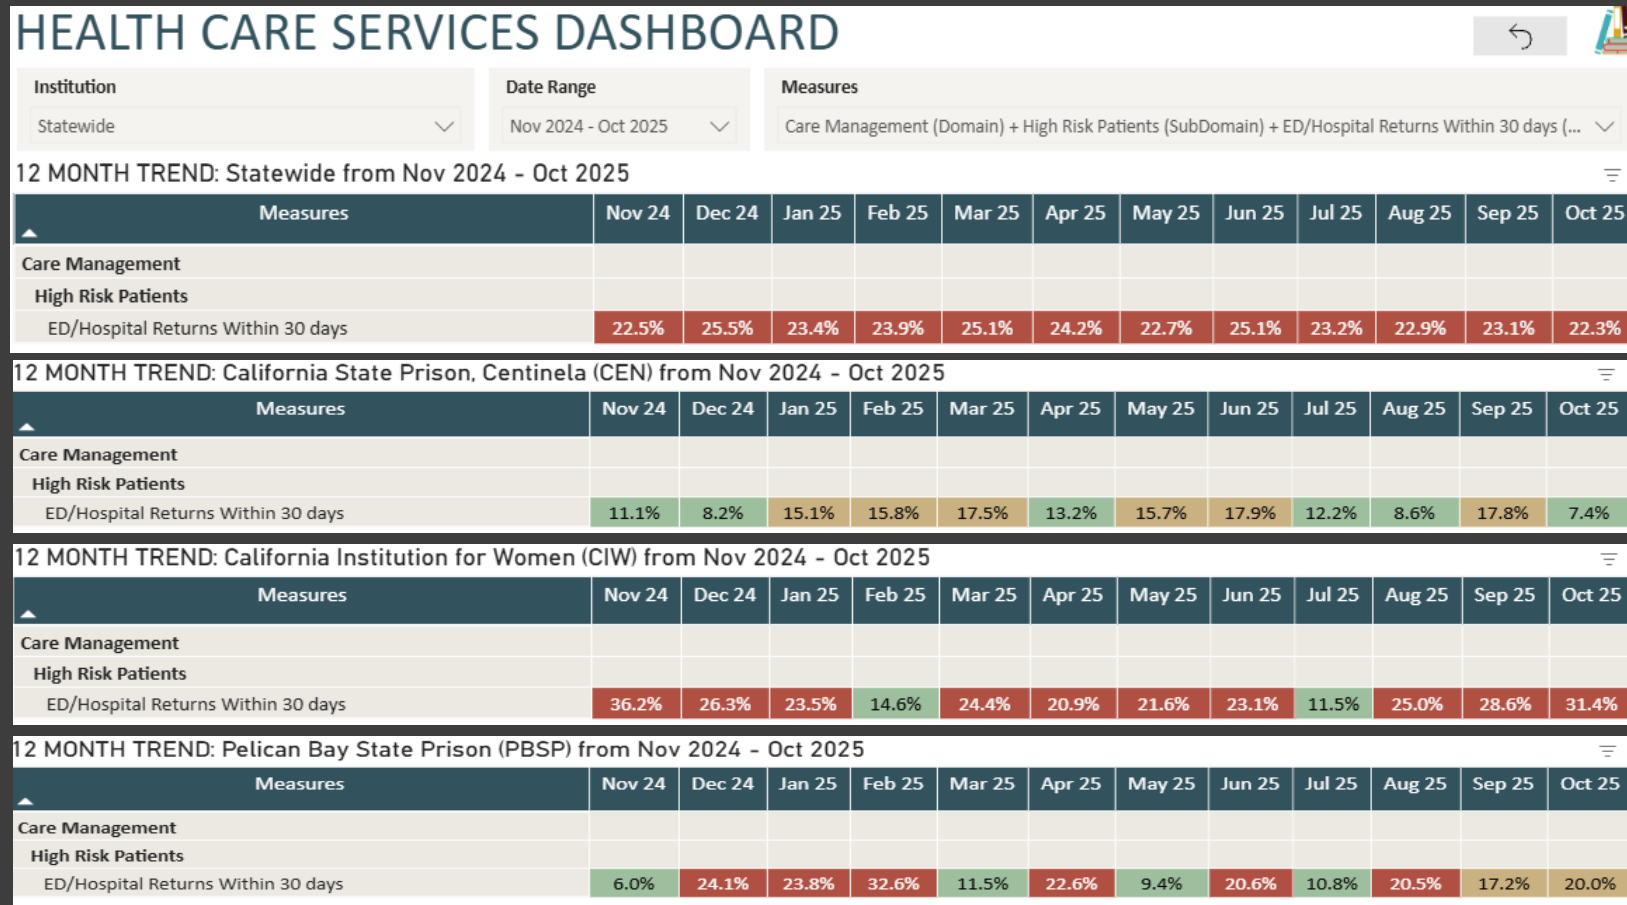 HEALTH CARE SERVICES DASHBOARD
Institution Date Range Measures
Statewide Nov 2024 - Oct 2025 Care Management (Domain) + High Risk Patients (SubDomain) + ED/Hospital Returns Within 30 days (...
12 MONTH TREND: Statewide from Nov 2024 - Oct 2025
Measures Nov 24 Dec 24 Jan 25 Feb 25 Mar 25 Apr 25 May 25 Jun 25 Jul 25 Aug 25 Sep 25 Oct 25
Care Management
High Risk Patients
ED/Hospital Returns Within 30 days 22.5% 25.5% 23.4% 23.9% 25.1% 24.2% 22.7% 25.1% 23.2% 22.9% 23.1% 22.3%
12 MONTH TREND: California State Prison, Centinela (CEN) from Nov 2024 - Oct 2025
Measures Nov 24 Dec 24 Jan 25 Feb 25 Mar 25 Apr 25 May 25 Jun 25 Jul 25 Aug 25 Sep 25 Oct 25
Care Management
High Risk Patients
ED/Hospital Returns Within 30 days 11.1% 8.2% 15.1% 15.8% 17.5% 13.2% 15.7% 17.9% 12.2% 8.6% 17.8% 7.4%
12 MONTH TREND: California Institution for Women (CIW) from Nov 2024 - Oct 2025
Measures Nov 24 Dec 24 Jan 25 Feb 25 Mar 25 Apr 25 May 25 Jun 25 Jul 25 Aug 25 Sep 25 Oct 25
Care Management
High Risk Patients
ED/Hospital Returns Within 30 days 36.2% 26.3% 23.5% 14.6% 24.4% 20.9% 21.6% 23.1% 11.5% 25.0% 28.6% 31.4%
12 MONTH TREND: Pelican Bay State Prison (PBSP) from Nov 2024 - Oct 2025
Measures Nov 24 Dec 24 Jan 25 Feb 25 Mar 25 Apr 25 May 25 Jun 25 Jul 25 Aug 25 Sep 25 Oct 25
Care Management
High Risk Patients
ED/Hospital Returns Within 30 days 6.0% 24.1% 23.8% 32.6% 11.5% 22.6% 9.4% 20.6% 10.8% 20.5% 17.2% 20.0%